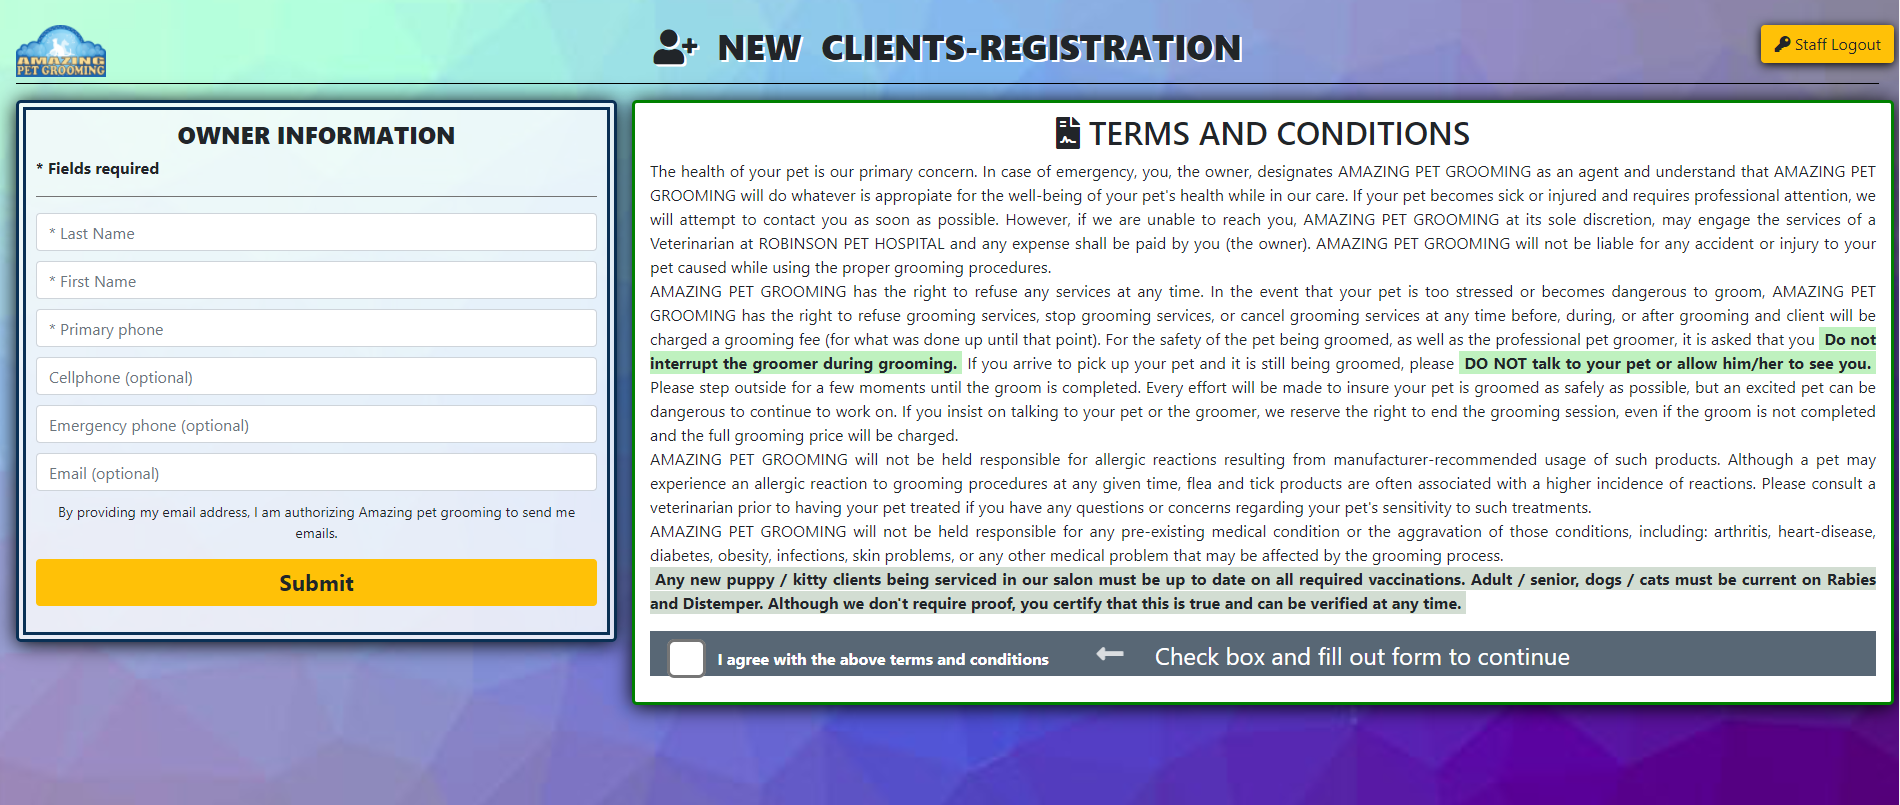 AMAZING
PET GROOMING
NEW CLIENTS-REGISTRATION
Staff Logout
OWNER INFORMATION
* Fields required
* Last Name
* First Name
* Primary phone
Cellphone (optional)
Emergency phone (optional)
Email (optional)
By providing my email address, I am authorizing Amazing pet grooming to send me
emails.
Submit
TERMS AND CONDITIONS
The health of your pet is our primary concern. In case of emergency, you, the owner, designates AMAZING PET GROOMING as an agent and understand that AMAZING PET
GROOMING will do whatever is appropiate for the well-being of your pet's health while in our care. If your pet becomes sick or injured and requires professional attention, we
will attempt to contact you as soon as possible. However, if we are unable to reach you, AMAZING PET GROOMING at its sole discretion, may engage the services of a
Veterinarian at ROBINSON PET HOSPITAL and any expense shall be paid by you (the owner). AMAZING PET GROOMING will not be liable for any accident or injury to your
pet caused while using the proper grooming procedures.
AMAZING PET GROOMING has the right to refuse any services at any time. In the event that your pet is too stressed or becomes dangerous to groom, AMAZING PET
GROOMING has the right to refuse grooming services, stop grooming services, or cancel grooming services at any time before, during, or after grooming and client will be
charged a grooming fee (for what was done up until that point). For the safety of the pet being groomed, as well as the professional pet groomer, it is asked that you Do not
interrupt the groomer during grooming. If you arrive to pick up your pet and it is still being groomed, please DO NOT talk to your pet or allow him/her to see you.
Please step outside for a few moments until the groom is completed. Every effort will be made to insure your pet is groomed as safely as possible, but an excited pet can be
dangerous to continue to work on. If you insist on talking to your pet or the groomer, we reserve the right to end the grooming session, even if the groom is not completed
and the full grooming price will be charged.
AMAZING PET GROOMING will not be held responsible for allergic reactions resulting from manufacturer-recommended usage of such products. Although a pet may
experience an allergic reaction to grooming procedures at any given time, flea and tick products are often associated with a higher incidence of reactions. Please consult a
veterinarian prior to having your pet treated if you have any questions or concerns regarding your pet's sensitivity to such treatments.
AMAZING PET GROOMING will not be held responsible for any pre-existing medical condition or the aggravation of those conditions, including: arthritis, heart-disease,
diabetes, obesity, infections, skin problems, or any other medical problem that may be affected by the grooming process.
Any new puppy / kitty clients being serviced in our salon must be up to date on all required vaccinations. Adult / senior, dogs / cats must be current on Rabies
and Distemper. Although we don't require proof, you certify that this is true and can be verified at any time.
I agree with the above terms and conditions
Check box and fill out form to continue